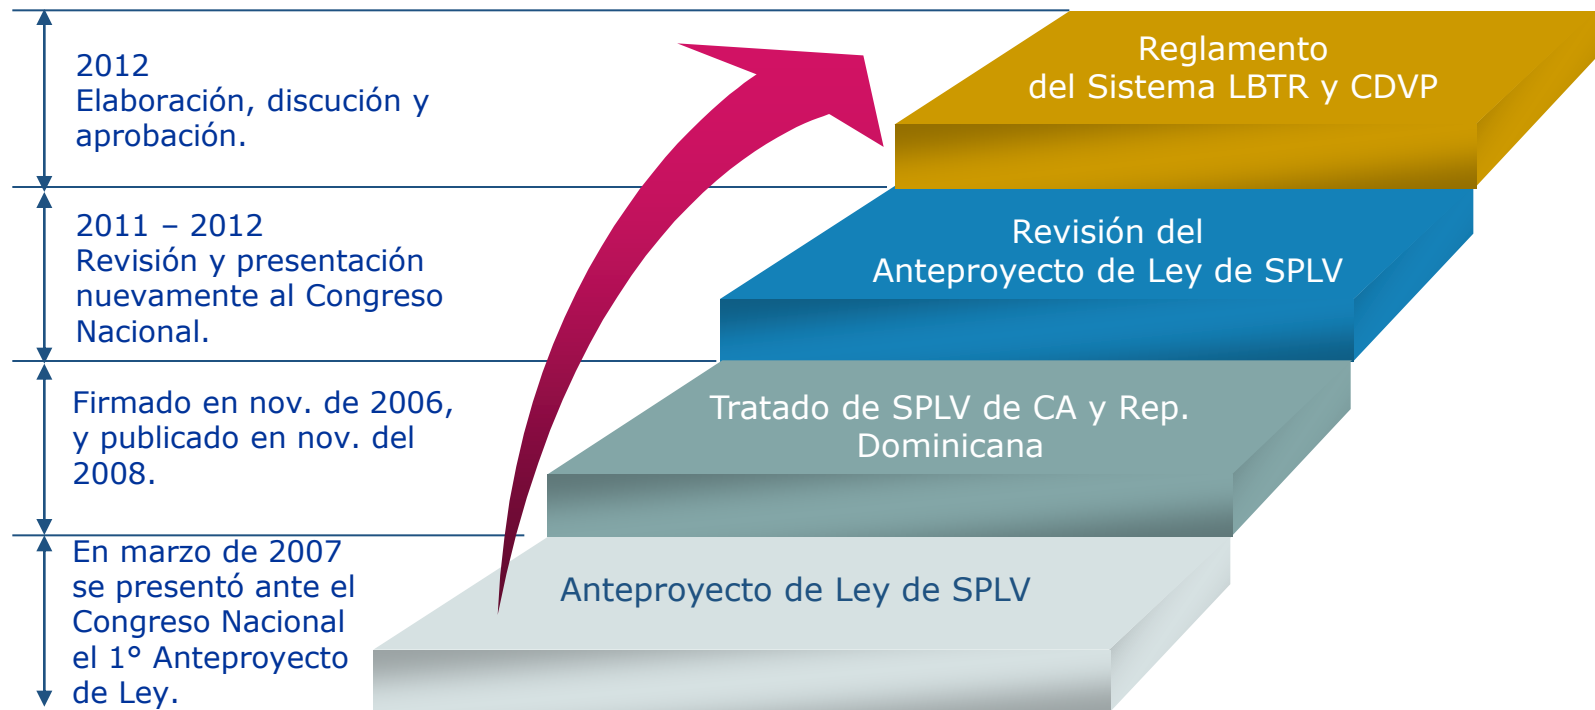 2012
Elaboración, discución y
aprobación.
Reglamento
del Sistema LBTR y CDVP
2011 – 2012
Revisión y presentación
nuevamente al Congreso
Nacional.
Revisión del
Anteproyecto de Ley de SPLV
Firmado en nov. de 2006,
y publicado en nov. del
2008.
Tratado de SPLV de CA y Rep.
Dominicana
En marzo de 2007
se presentó ante el
Congreso Nacional
el 1° Anteproyecto
de Ley.
Anteproyecto de Ley de SPLV